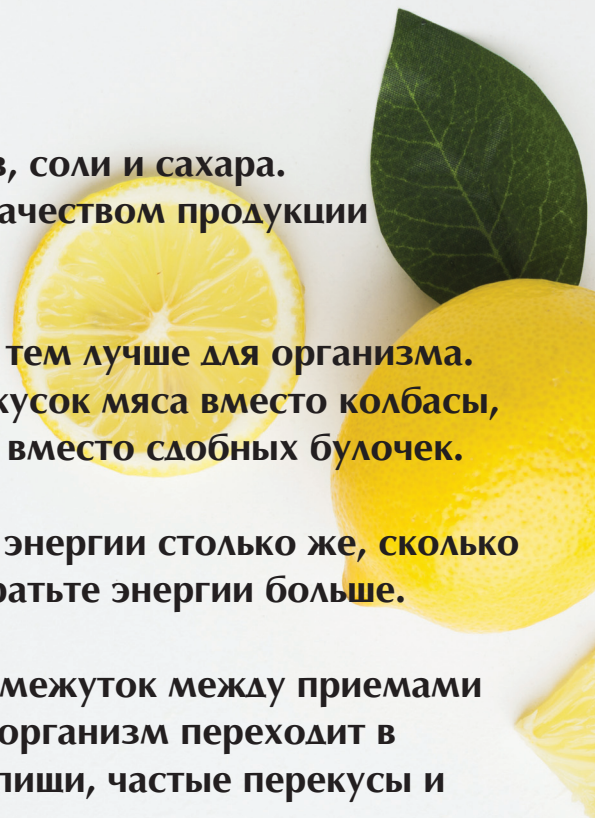 в, соли и сахара.
ачеством продукции
тем лучше для организма.
кусок мяса вместо колбасы,
вместо сдобных булочек.
энергии столько же, сколько
ратьте энергии больше.
межуток между приемами
организм переходит в
пищи, частые перекусы и